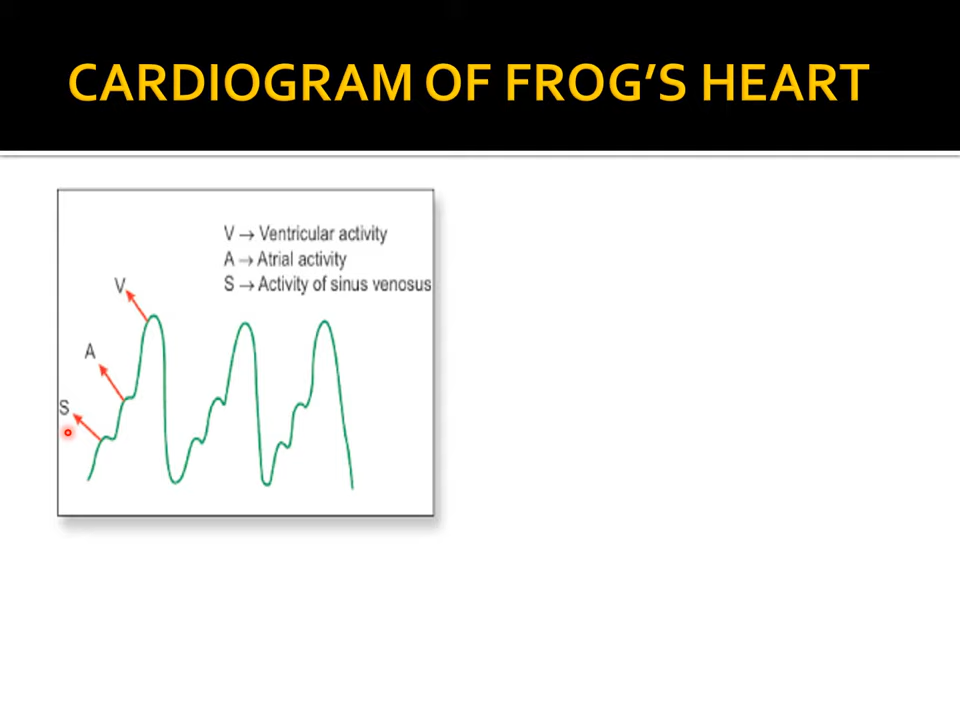 CARDIOGRAM OF FROG’S HEART
V → Ventricular activity
A → Atrial activity
S → Activity of sinus venosus
V
A
S